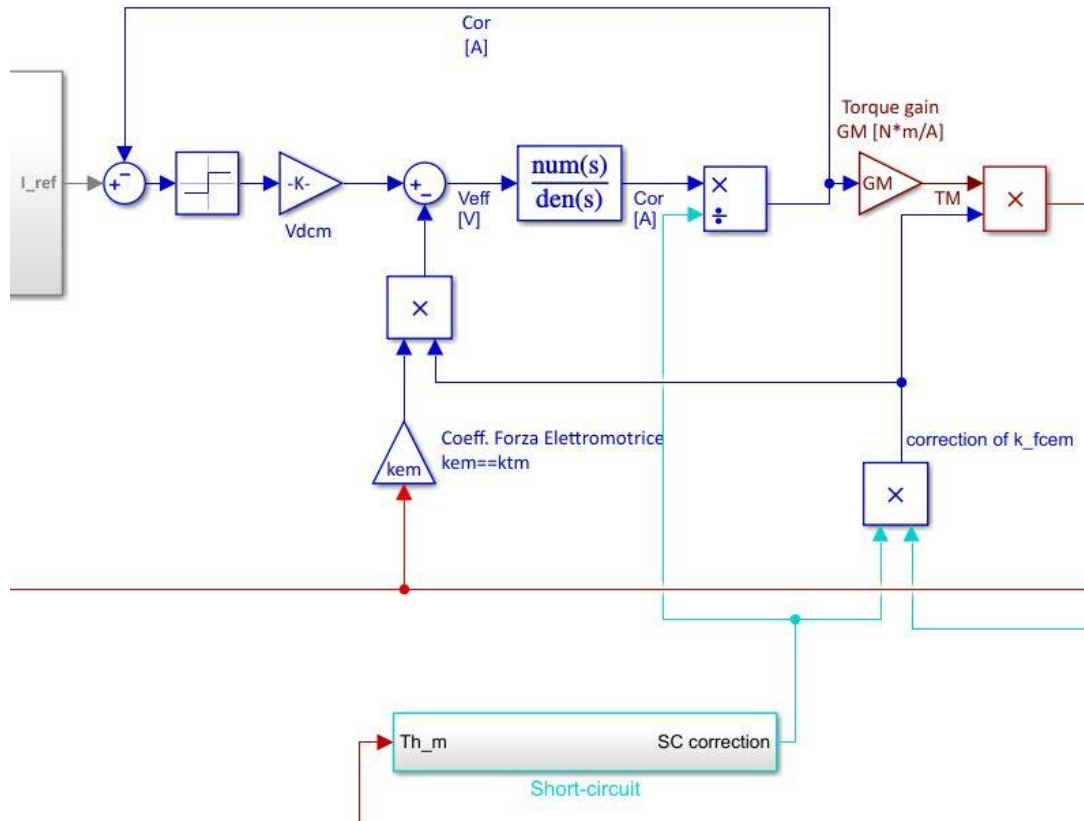 Cor
[A]
Torque gain
GM [N*m/A]
I_ref
+
-
-K-
Vdcm
+
-
Veff
[V]
num(s)
den(s)
Cor
[A]
×
÷
GM
TM
×
×
Coeff. Forza Elettromotrice
kem==ktm
kem
correction of k_fcem
×
Th_m
SC correction
Short-circuit